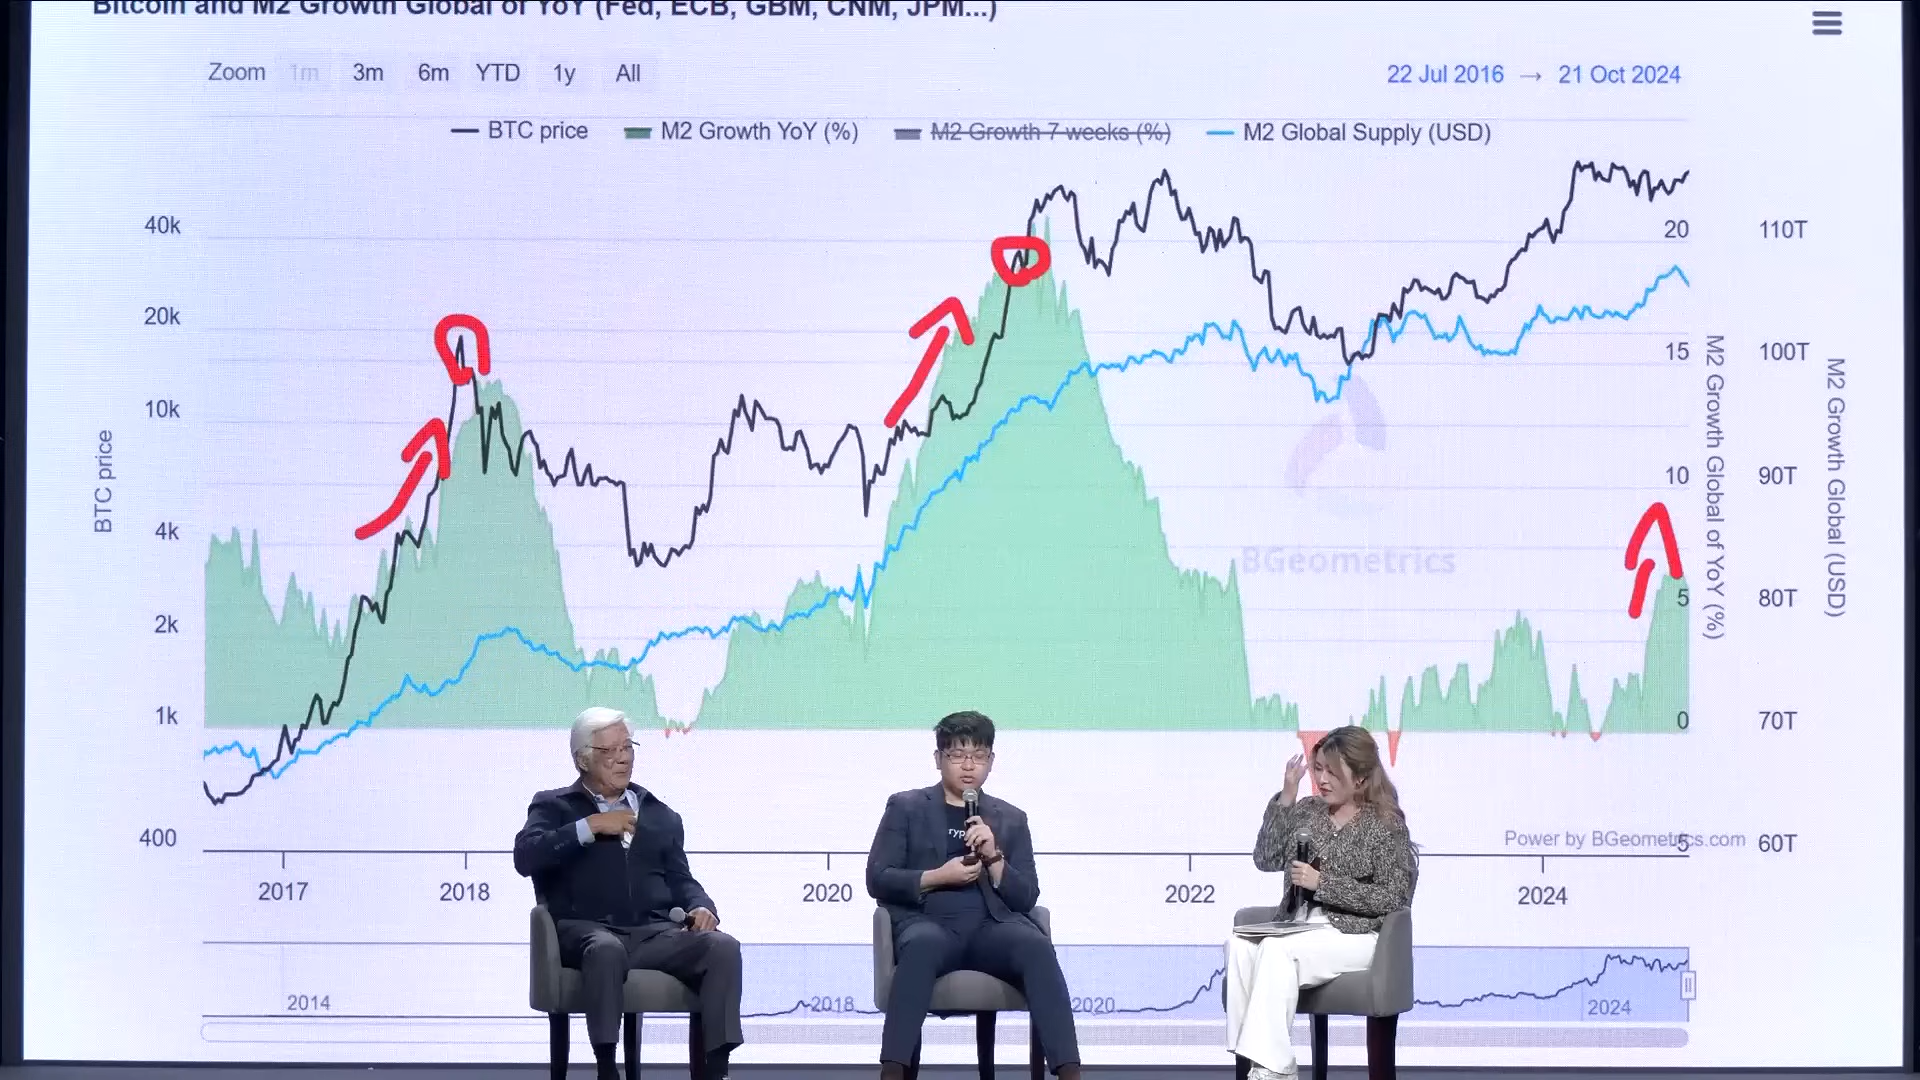 Bitcoin and M2 Growth Global of YoY (Fed, ECB, GBM, CNM, JPM...)
Zoom 1m 3m 6m YTD 1y All
22 Jul 2016 → 21 Oct 2024
BTC price M2 Growth YoY (%) M2 Growth 7 weeks (%) M2 Global Supply (USD)
40k 20 110T
20k 15 100T
10k 10 90T
4k 5 80T
2k 0 70T
1k
400 5 60T
BTC price
M2 Growth Global of YoY (%)
M2 Growth Global (USD)
BGeometrics
Power by BGeometrics.com
2017 2018 2020 2022 2024
2014 2018 2020 2024
ryp